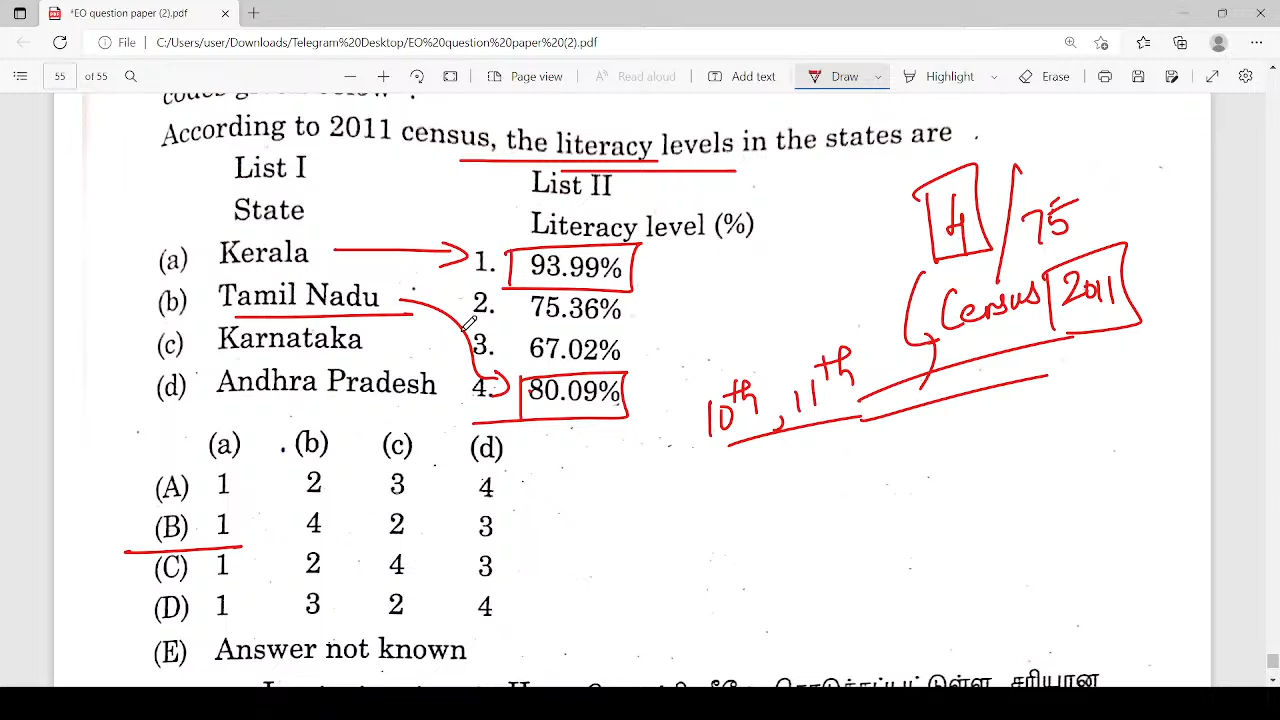 *EO question paper (2).pdf
File C:/Users/user/Downloads/Telegram%20Desktop/EO%20question%20paper%20(2).pdf
55 of 55 Page view Read aloud Add text Draw Highlight Erase
codes given below :
According to 2011 census, the literacy levels in the states are
List I List II
State Literacy level (%)
(a) Kerala 1. 93.99%
(b) Tamil Nadu 2. 75.36%
(c) Karnataka 3. 67.02%
(d) Andhra Pradesh 4. 80.09%
4/75
Census 2011
10th, 11th
(a) (b) (c) (d)
(A) 1 2 3 4
(B) 1 4 2 3
(C) 1 2 4 3
(D) 1 3 2 4
(E) Answer not known